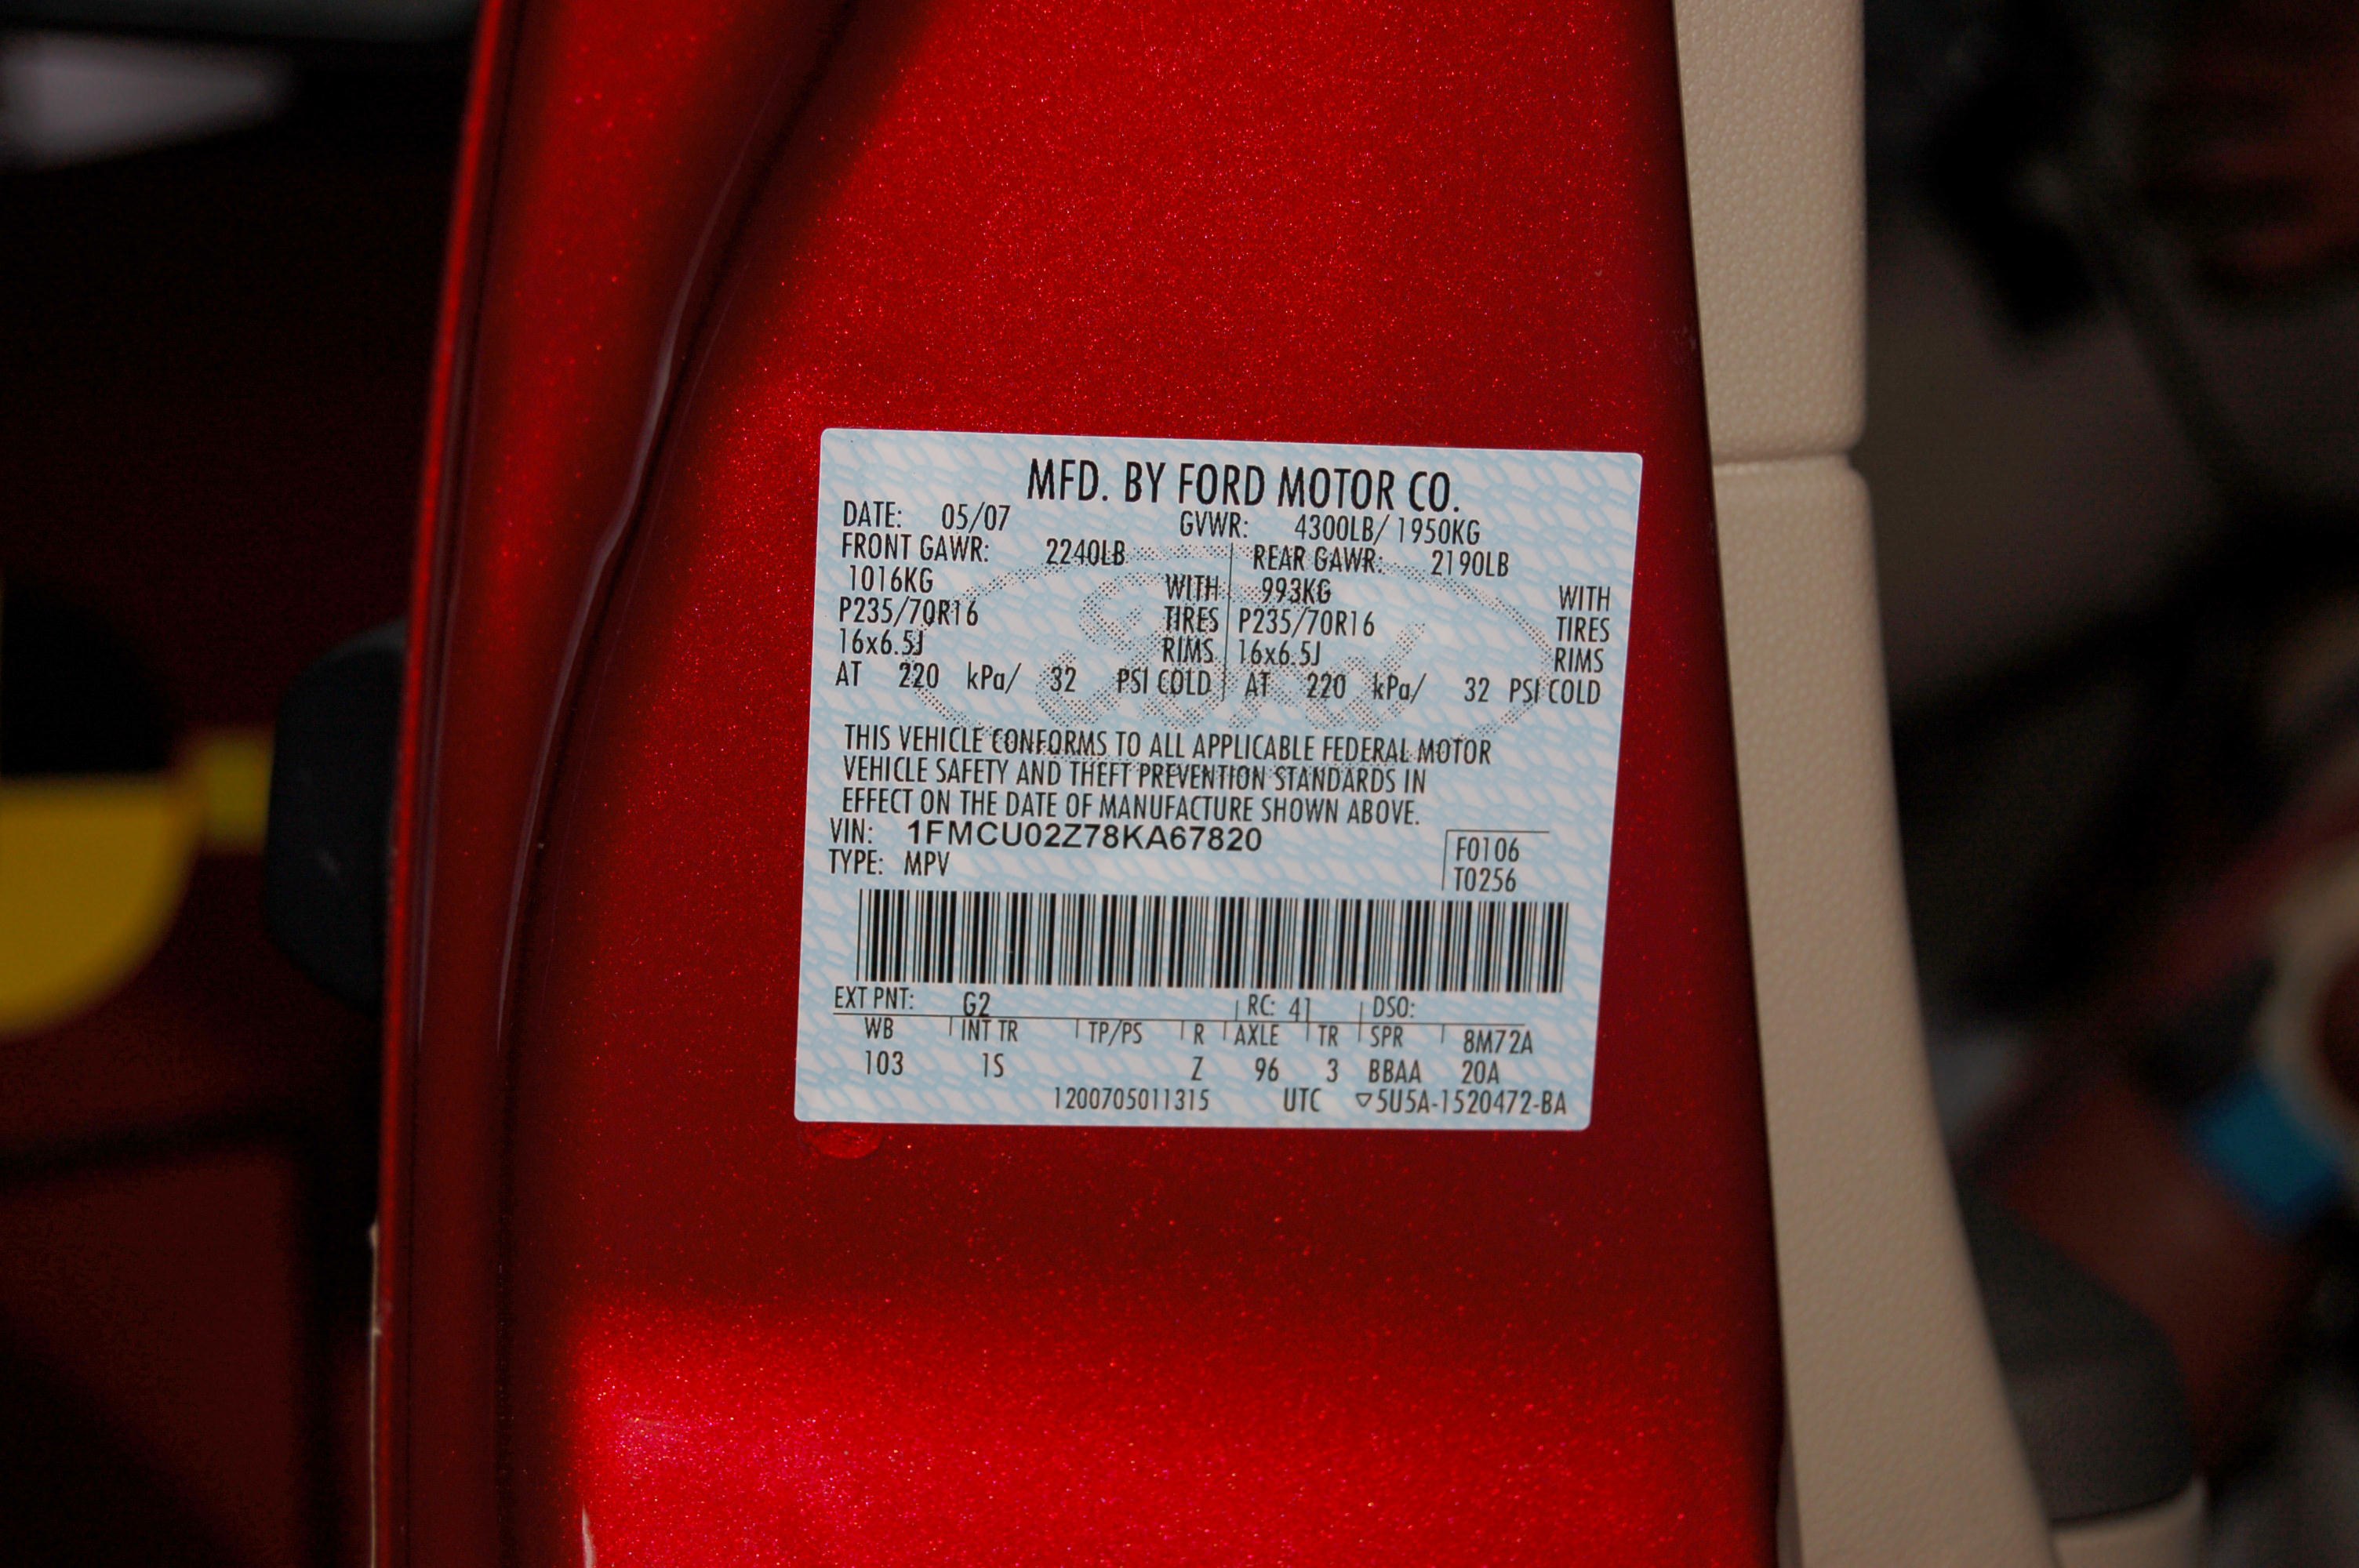 MFD. BY FORD MOTOR CO.
DATE: 05/07 GVWR: 4300LB/ 1950KG
FRONT GAWR: 2240LB REAR GAWR: 2190LB
1016KG WITH 993KG WITH
P235/70R16 TIRES P235/70R16 TIRES
16x6.5J RIMS 16x6.5J RIMS
AT 220 kPa/ 32 PSI COLD AT 220 kPa/ 32 PSI COLD
THIS VEHICLE CONFORMS TO ALL APPLICABLE FEDERAL MOTOR
VEHICLE SAFETY AND THEFT PREVENTION STANDARDS IN
EFFECT ON THE DATE OF MANUFACTURE SHOWN ABOVE.
VIN: 1FMCU02Z78KA67820 F0106
TYPE: MPV T0256
EXT PNT: G2 RC: 41 DSO:
WB INT TR TP/PS R AXLE TR SPR 8M72A
103 1S Z 96 3 BBAA 20A
1200705011315 UTC ▽5U5A-1520472-BA